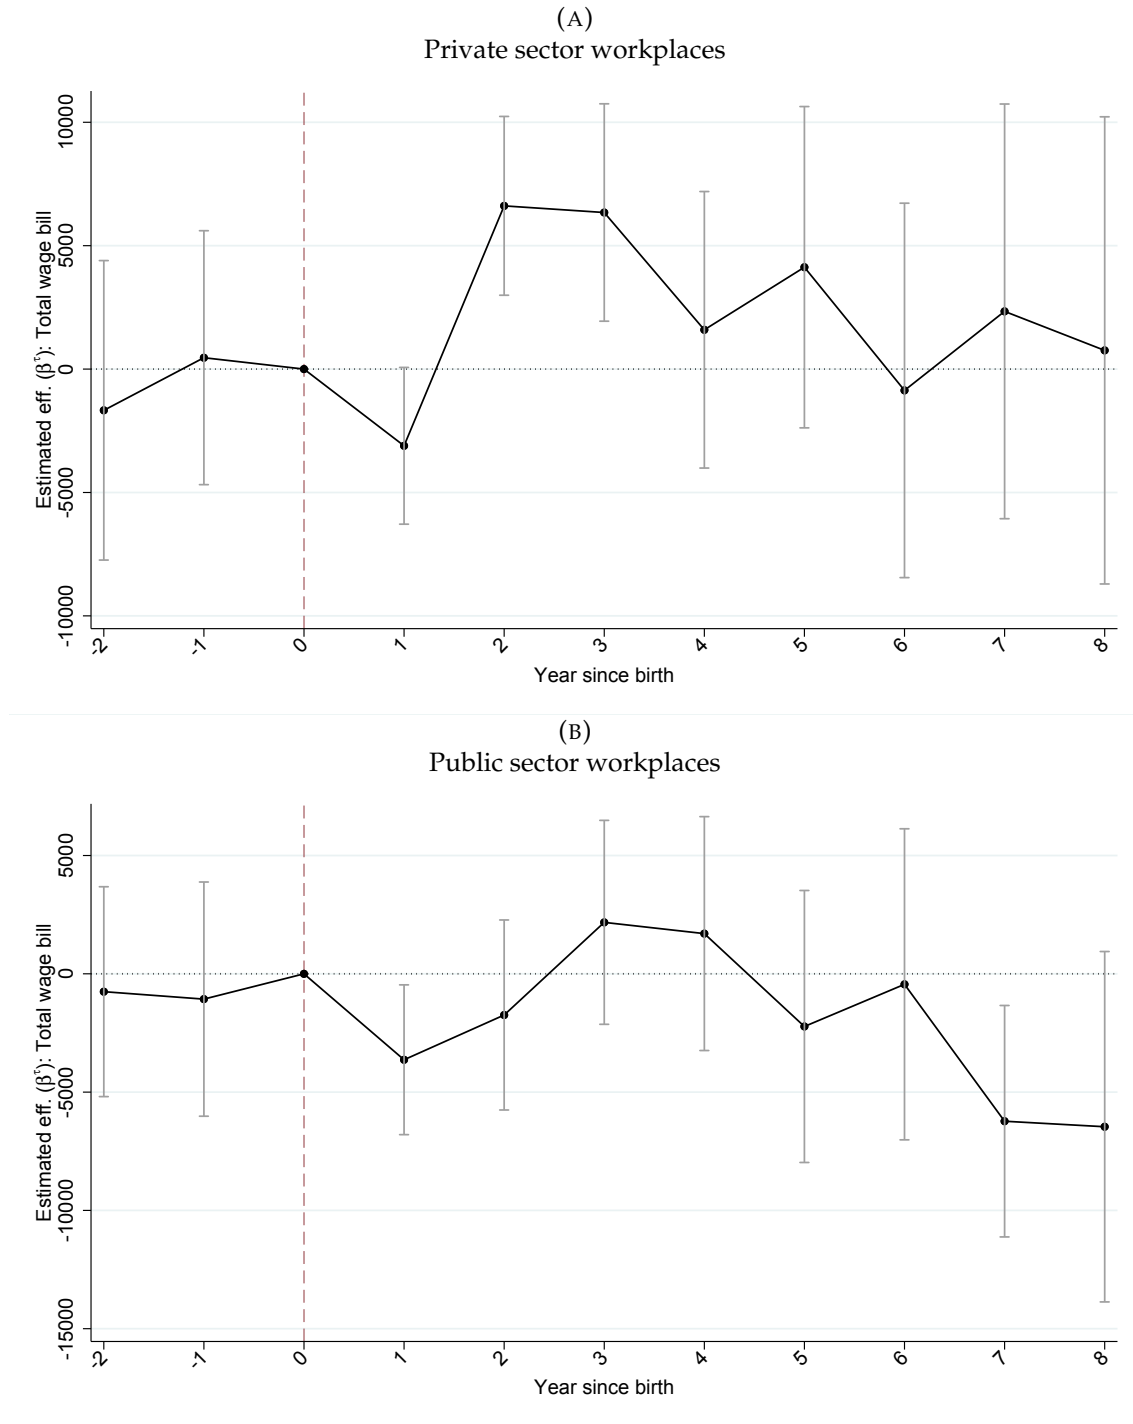 (A)
Private sector workplaces
Estimated eff. (βᵗ): Total wage bill
10000
5000
0
-5000
-10000
-2 -1 0 1 2 3 4 5 6 7 8
Year since birth
(B)
Public sector workplaces
Estimated eff. (βᵗ): Total wage bill
5000
0
-5000
-10000
-15000
-2 -1 0 1 2 3 4 5 6 7 8
Year since birth